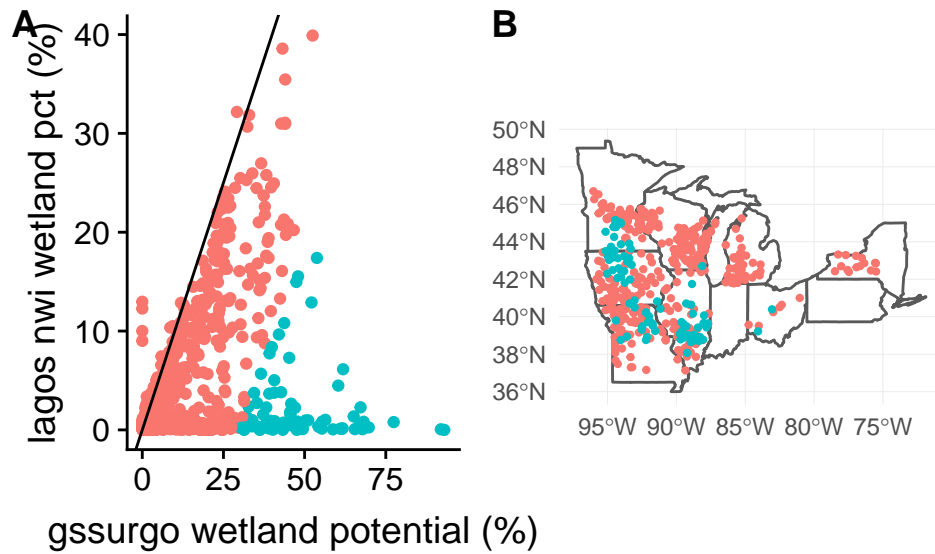 A
lagos nwi wetland pct (%)
40
30
20
10
0
0 25 50 75
gssurgo wetland potential (%)
B
50°N
48°N
46°N
44°N
42°N
40°N
38°N
36°N
95°W 90°W 85°W 80°W 75°W